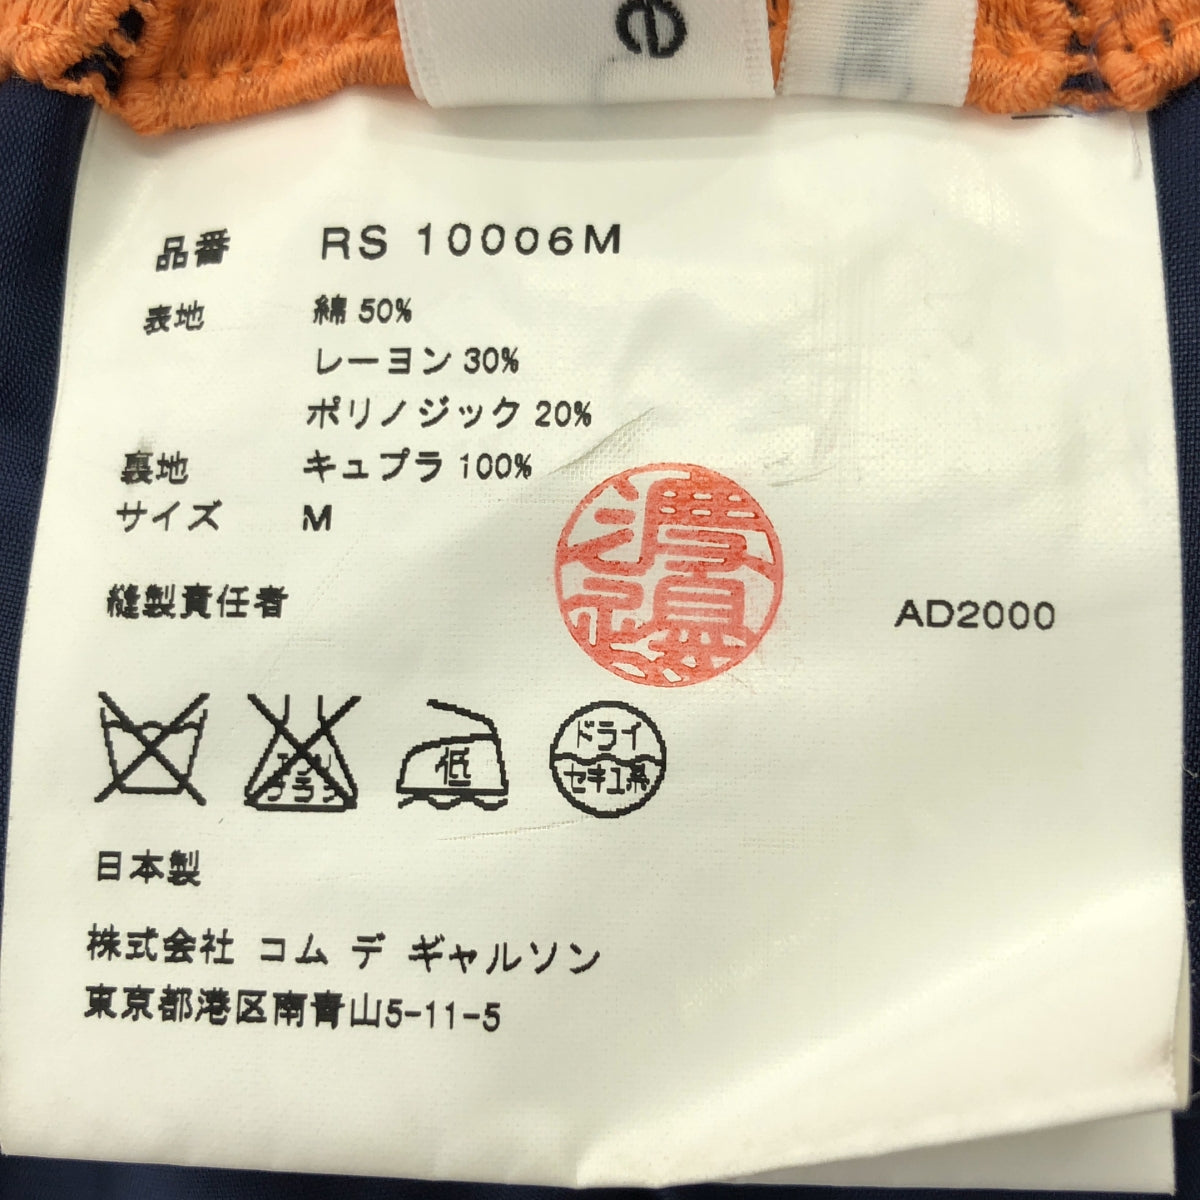 e
品番 RS 10006M
表地 綿 50%
レーヨン 30%
ポリノジック 20%
裏地 キュプラ 100%
サイズ M
縫製責任者
AD2000
低
ドライ
セキユ系
日本製
株式会社 コム デ ギャルソン
東京都港区南青山5-11-5